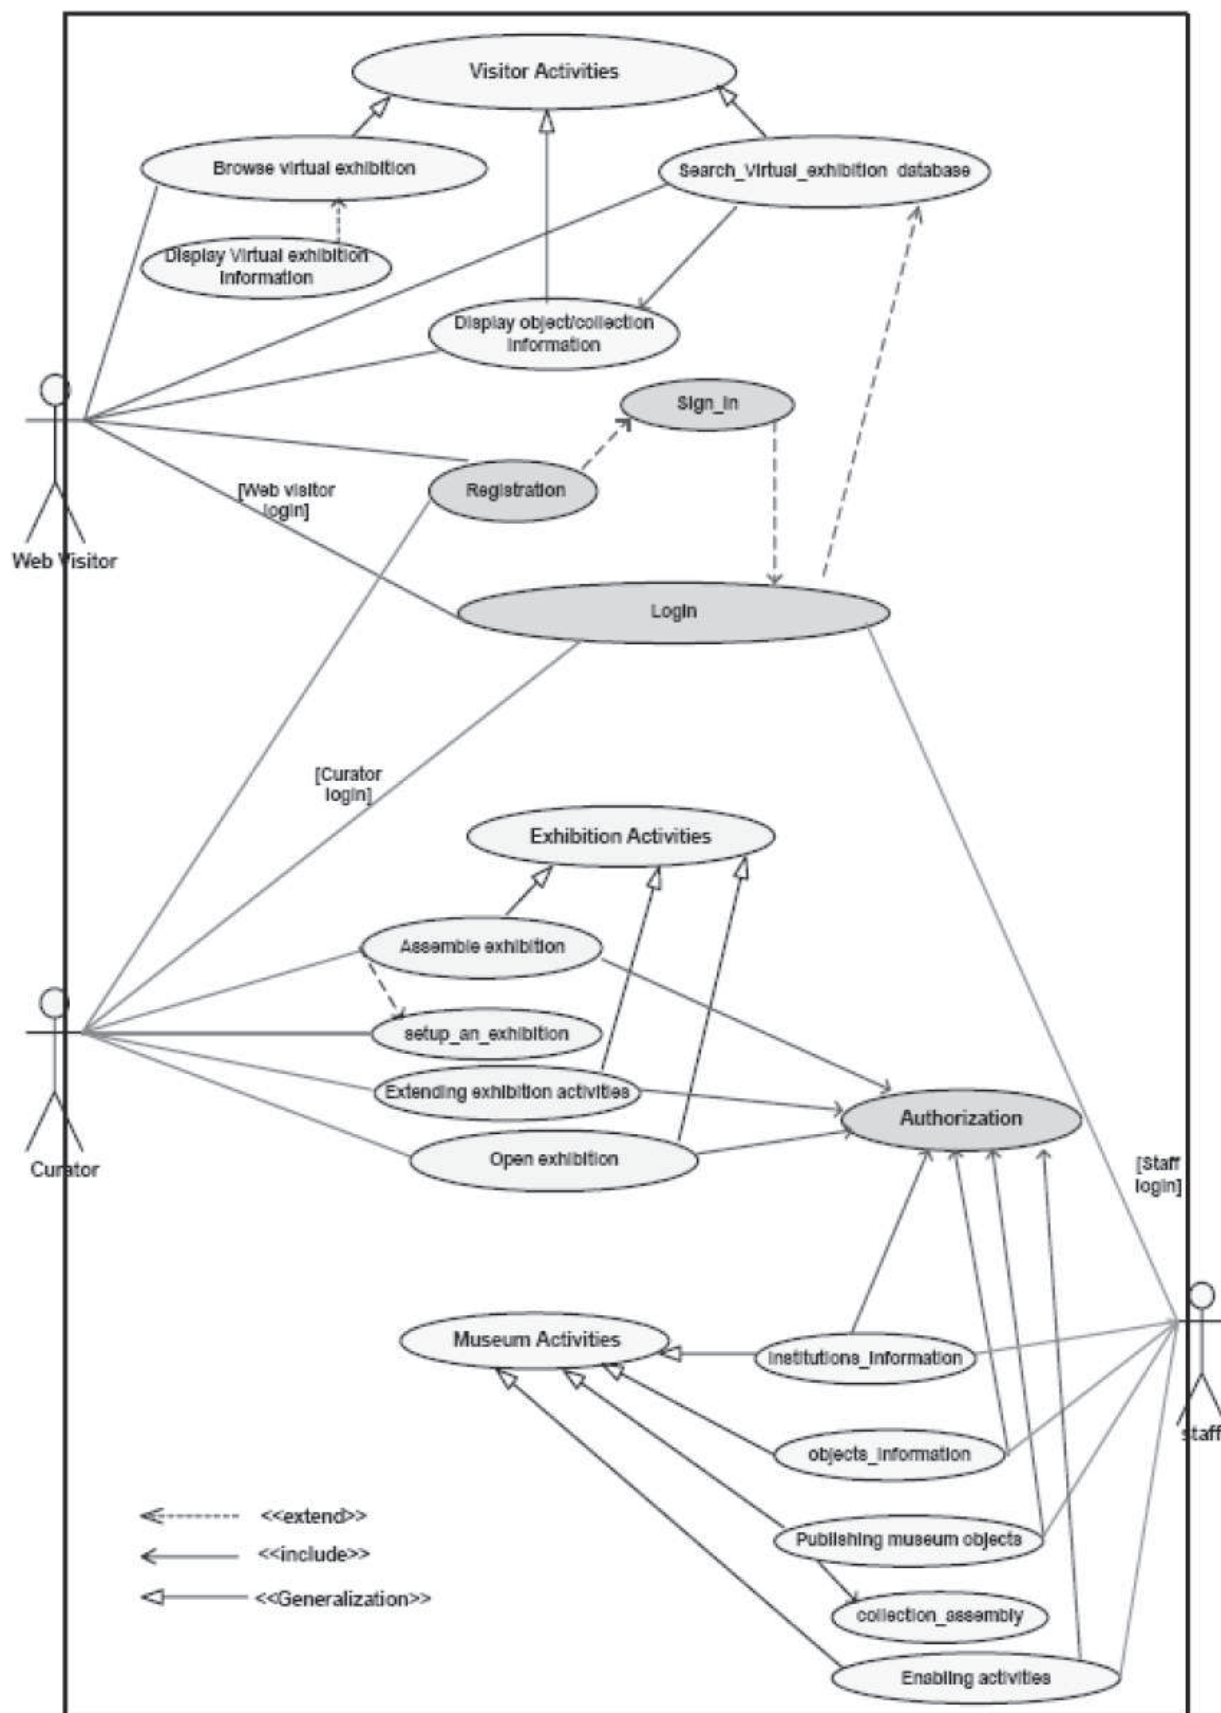 Visitor Activities
Browse virtual exhibition
Search_Virtual_exhibition database
Display Virtual exhibition
Information
Display object/collection
Information
Sign_in
Registration
[Web visitor
login]
Web Visitor
Login
[Curator
login]
Exhibition Activities
Assemble exhibition
setup_an_exhibition
Extending exhibition activities
Authorization
Open exhibition
Curator
[Staff
login]
Museum Activities
Institutions_Information
staff
objects_Information
<<extend>>
Publishing museum objects
<<include>>
<<Generalization>>
collection_assembly
Enabling activities